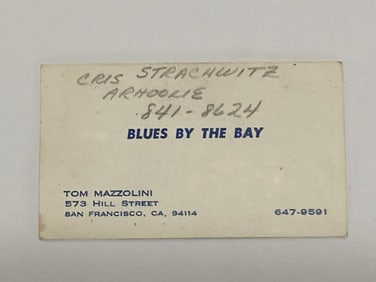 CRIS STRACHWITZ
ARHOOLIE
841-8624
BLUES BY THE BAY
TOM MAZZOLINI
573 HILL STREET
SAN FRANCISCO, CA, 94114
647-9591